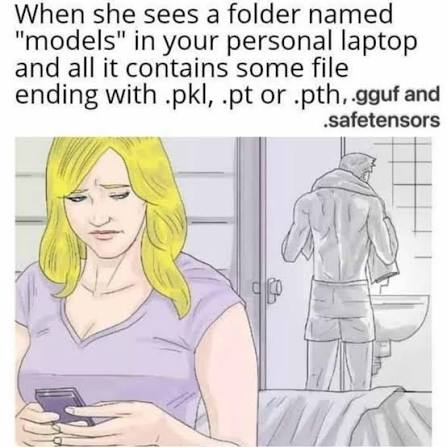 When she sees a folder named
"models" in your personal laptop
and all it contains some file
ending with .pkl, .pt or .pth, .gguf and
.safetensors